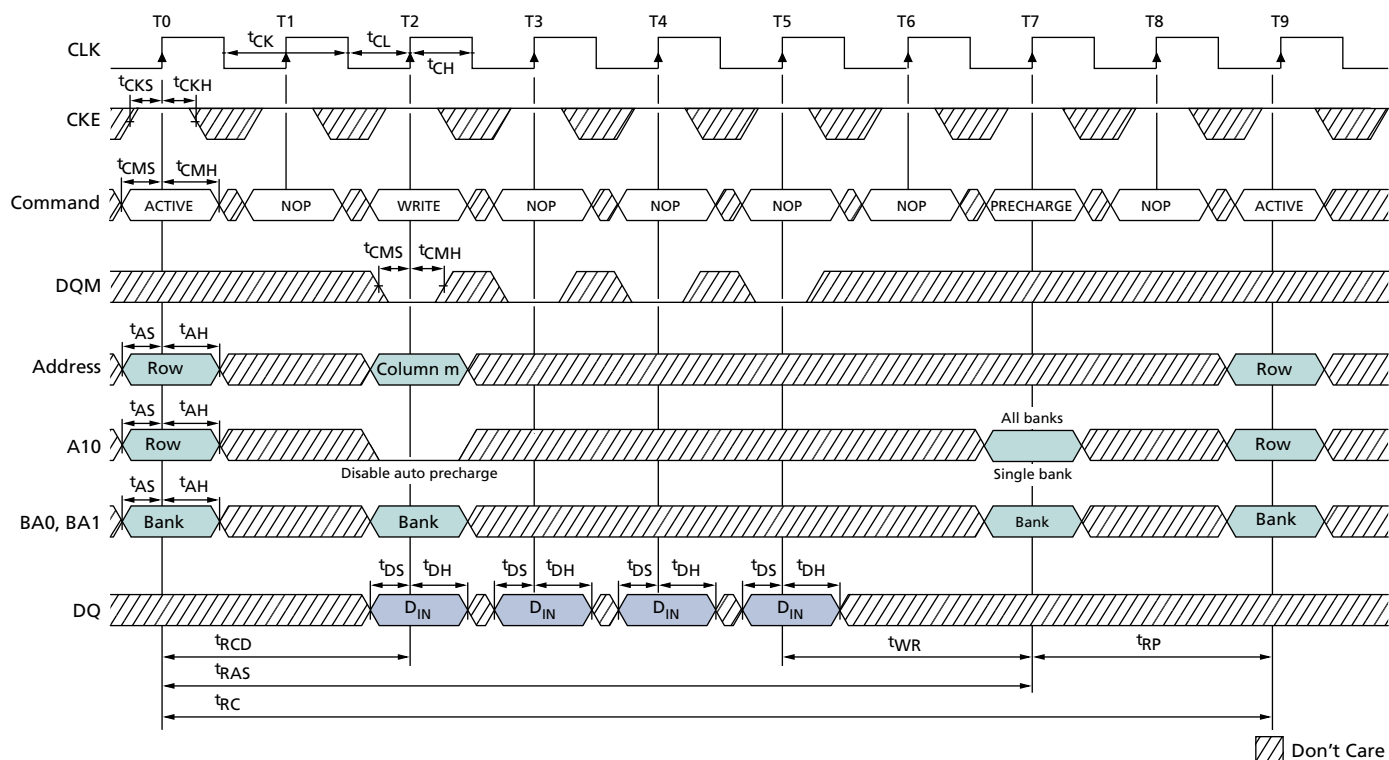 T0 T1 T2 T3 T4 T5 T6 T7 T8 T9
CLK
tCK tCL
tCH
tCKS tCKH
CKE
tCMS tCMH
Command ACTIVE NOP WRITE NOP NOP NOP NOP PRECHARGE NOP ACTIVE
tCMS tCMH
DQM
tAS tAH
Address Row Column m Row
tAS tAH
All banks
A10 Row Row
Disable auto precharge Single bank
tAS tAH
BA0, BA1 Bank Bank Bank Bank
tDS tDH tDS tDH tDS tDH tDS tDH
DQ DIN DIN DIN DIN
tRCD tWR tRP
tRAS
tRC
Don't Care